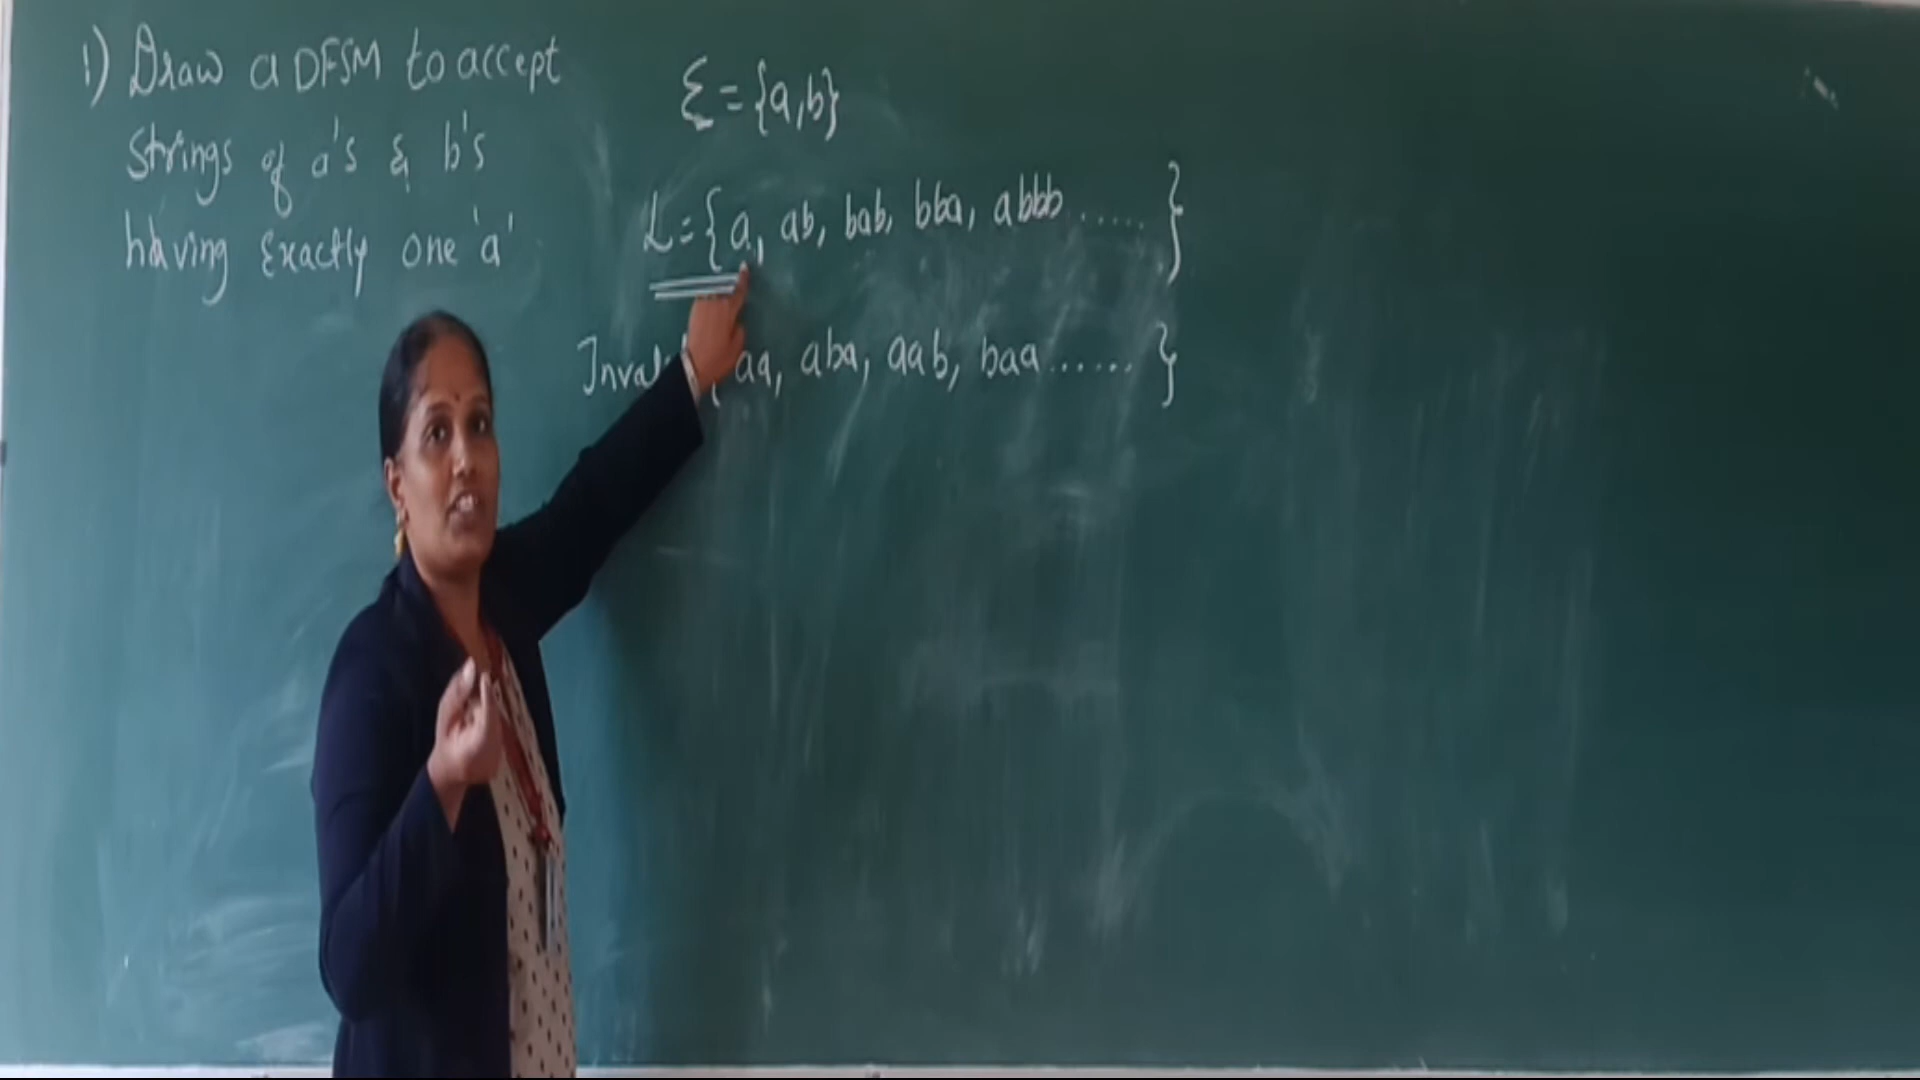 1) Draw a DFSM to accept
strings of a's & b's
having exactly one 'a'
Σ = {a,b}
L = {a, ab, bab, bba, abbb ..... }
{ aa, aba, aab, baa ...... }